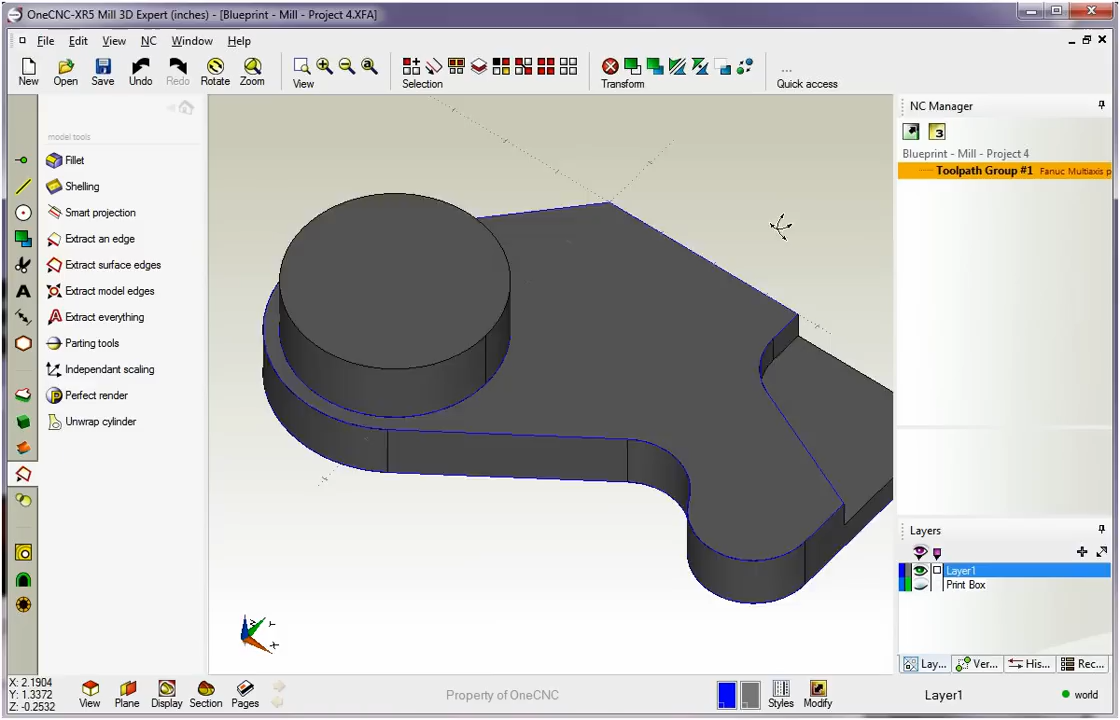 OneCNC-XR5 Mill 3D Expert (inches) - [Blueprint - Mill - Project 4.XFA]
File Edit View NC Window Help
New Open Save Undo Redo Rotate Zoom View Selection Transform Quick access
model tools
Fillet
Shelling
Smart projection
Extract an edge
Extract surface edges
Extract model edges
Extract everything
Parting tools
Independant scaling
Perfect render
Unwrap cylinder
NC Manager
3
Blueprint - Mill - Project 4
Toolpath Group #1 Fanuc Multiaxis p
Layers
Layer1
Print Box
Lay... Ver... His... Rec...
X: 2.1904
Y: 1.3372
Z: -0.2532
View Plane Display Section Pages
Property of OneCNC
Styles Modify
Layer1
world